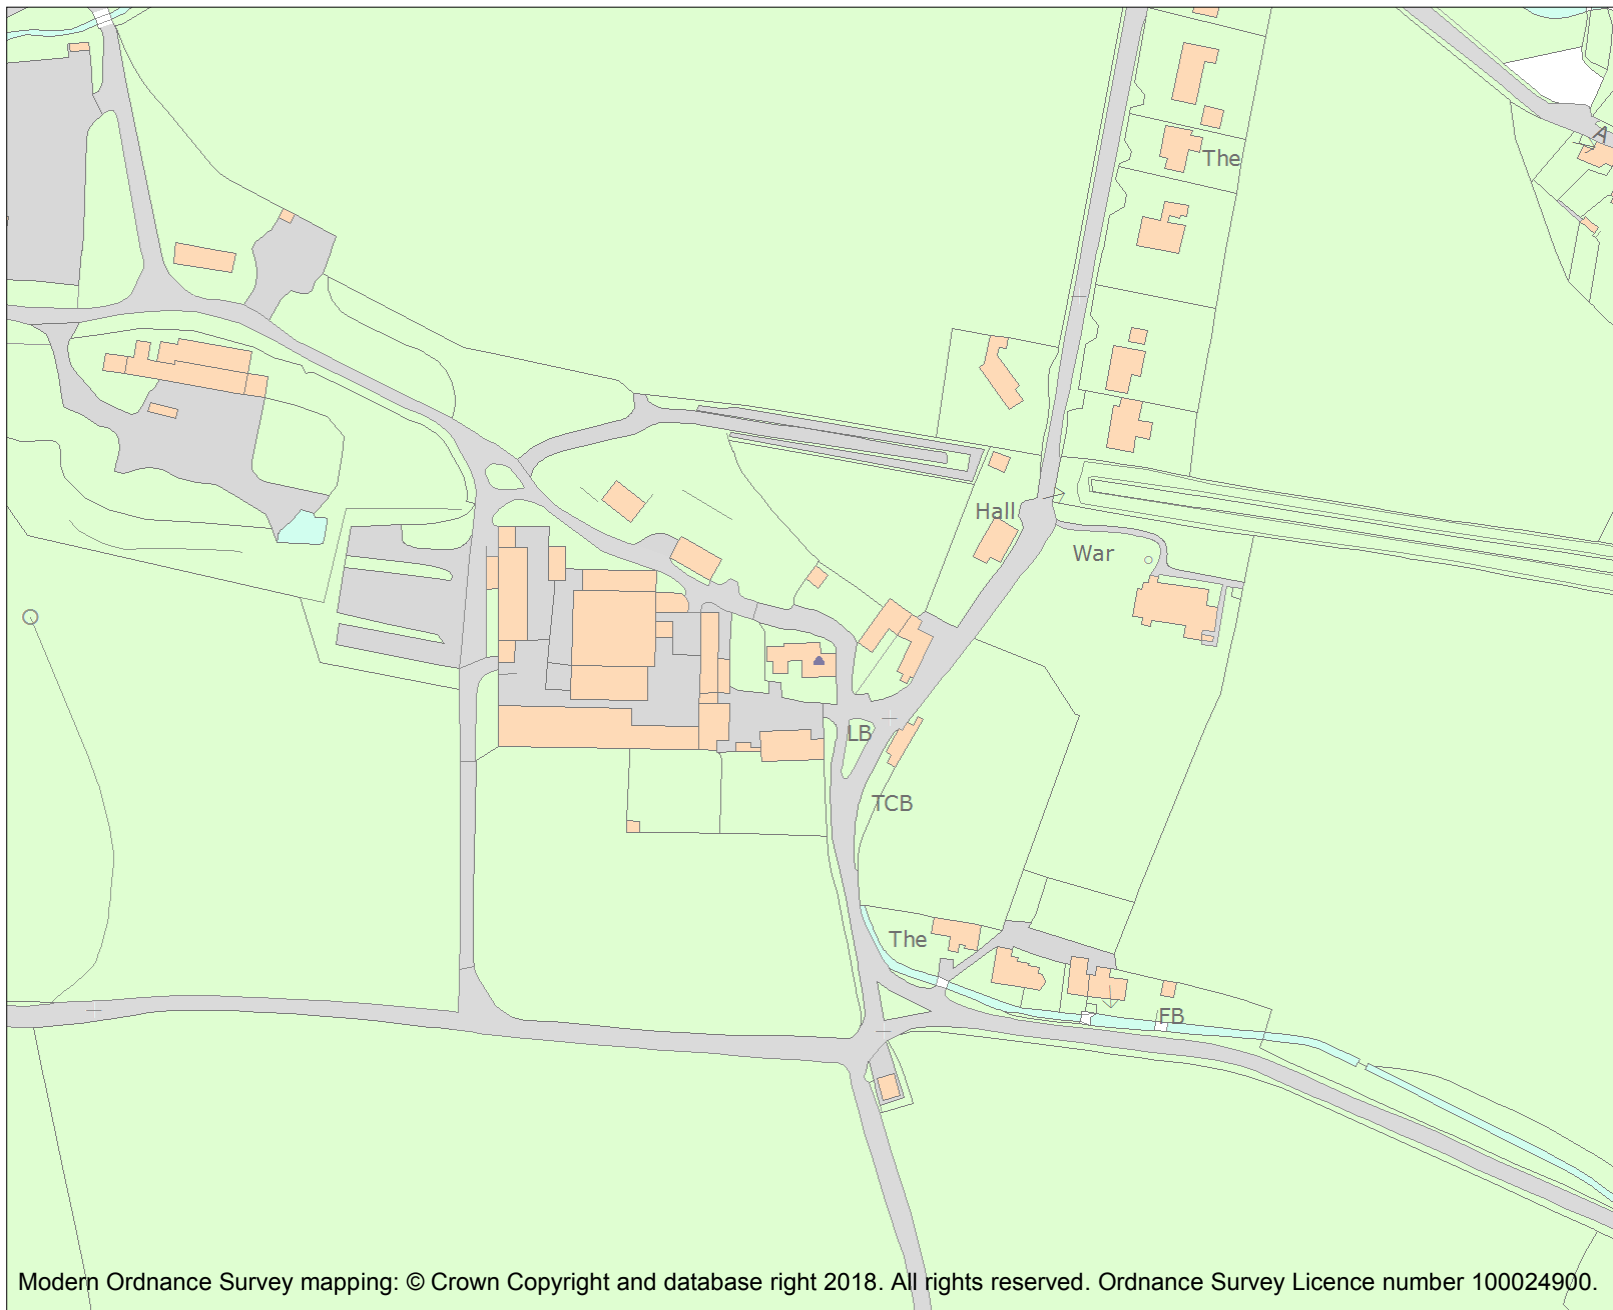 A
The
Hall
War
LB
TCB
The
FB
Modern Ordnance Survey mapping: © Crown Copyright and database right 2018. All rights reserved. Ordnance Survey Licence number 100024900.